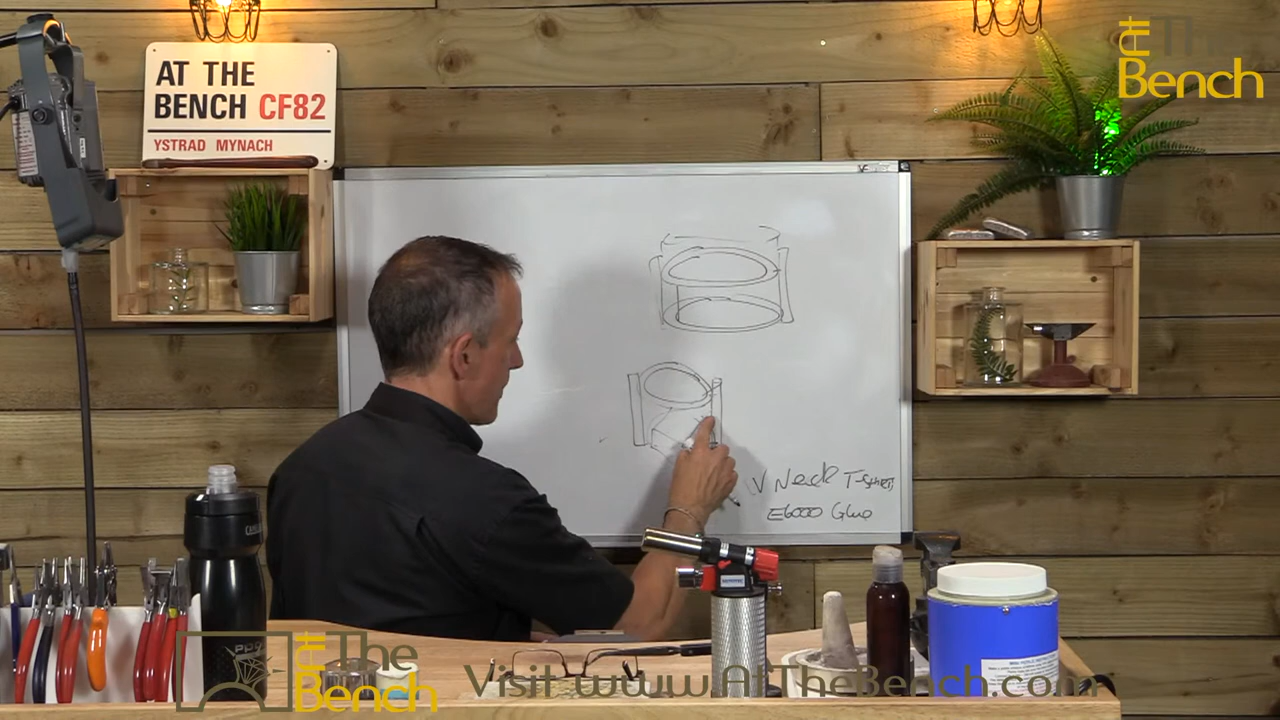 AT THE
BENCH CF82
YSTRAD MYNACH
At The
Bench
V Neck T-SHIRT
E6000 Glue
At The
Bench
Visit www.AtTheBench.com